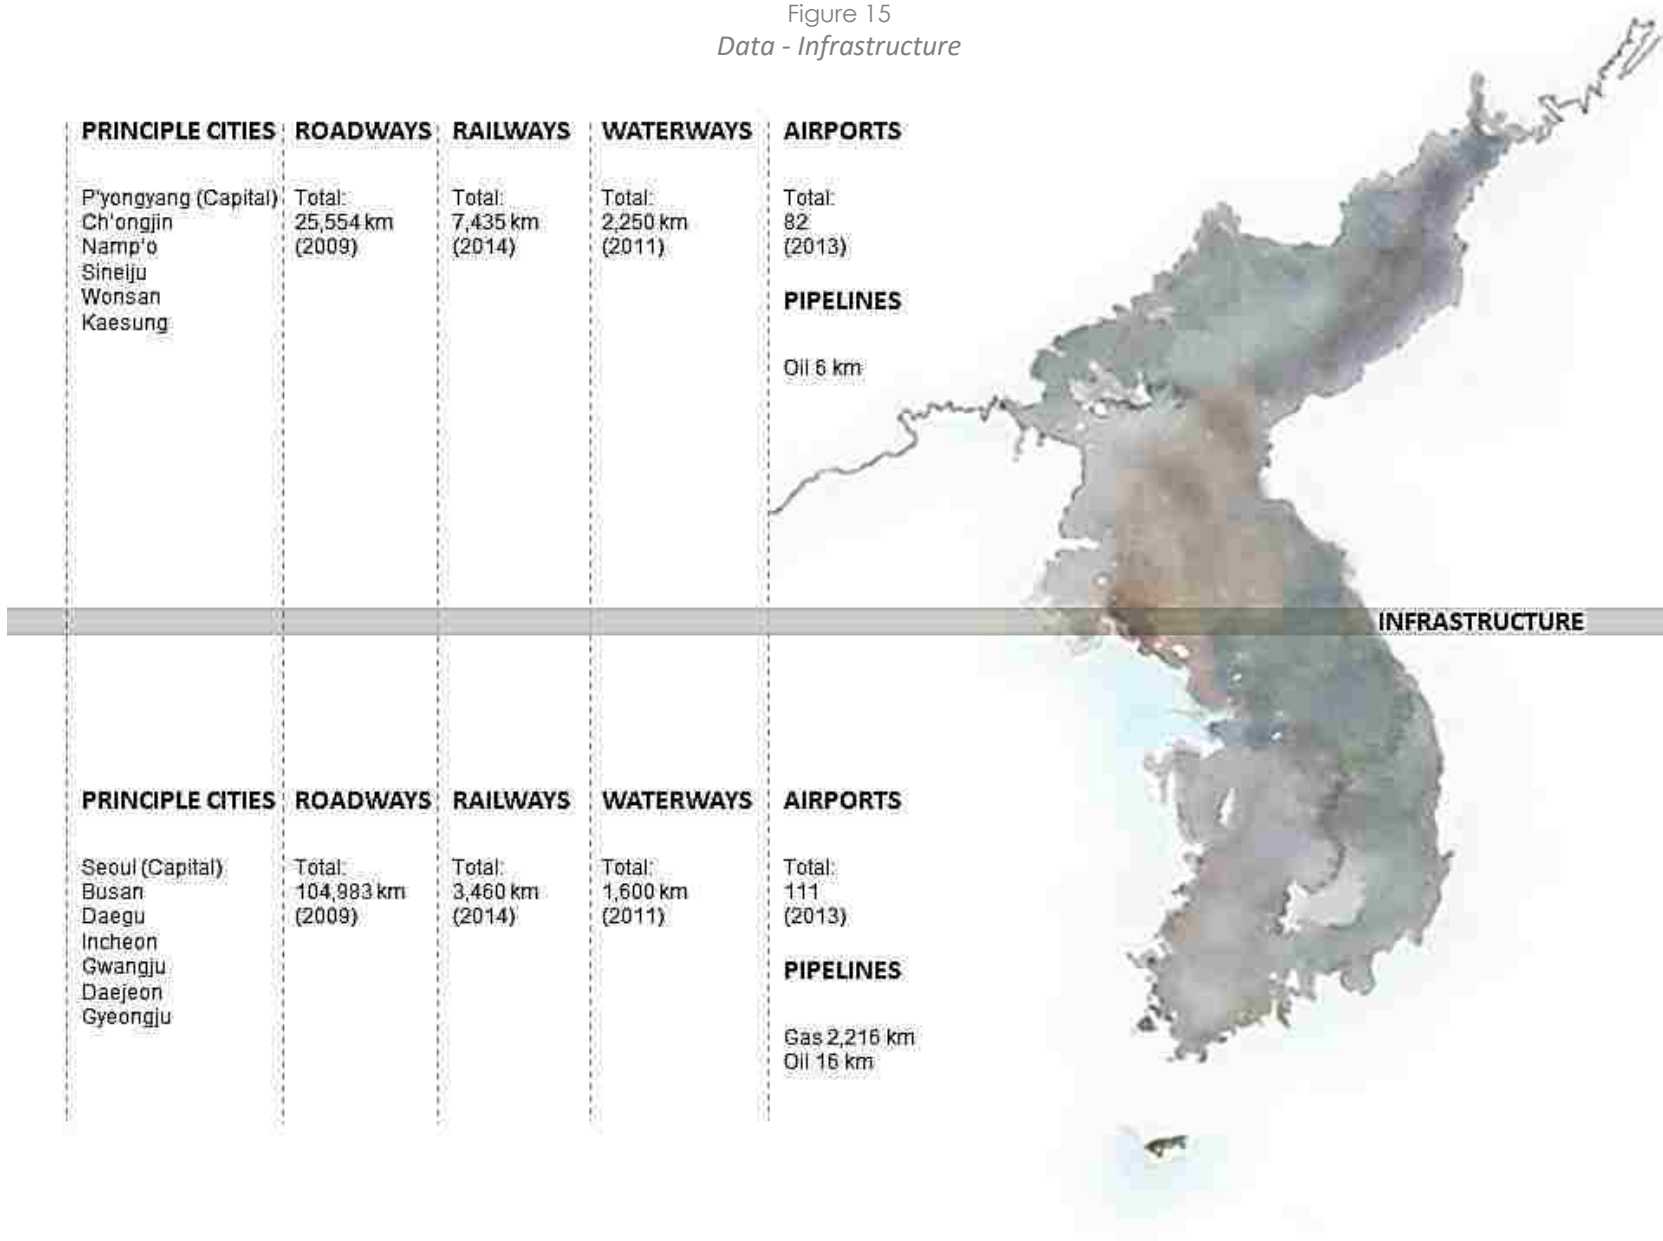 Figure 15
Data - Infrastructure
PRINCIPLE CITIES
P'yongyang (Capital)
Ch'ongjin
Namp'o
Sineiju
Wonsan
Kaesung
ROADWAYS
Total:
25,554 km
(2009)
RAILWAYS
Total:
7,435 km
(2014)
WATERWAYS
Total:
2,250 km
(2011)
AIRPORTS
Total:
82
(2013)
PIPELINES
Oil 6 km
INFRASTRUCTURE
PRINCIPLE CITIES
Seoul (Capital)
Busan
Daegu
Incheon
Gwangju
Daejeon
Gyeongju
ROADWAYS
Total:
104,983 km
(2009)
RAILWAYS
Total:
3,460 km
(2014)
WATERWAYS
Total:
1,600 km
(2011)
AIRPORTS
Total:
111
(2013)
PIPELINES
Gas 2,216 km
Oil 16 km